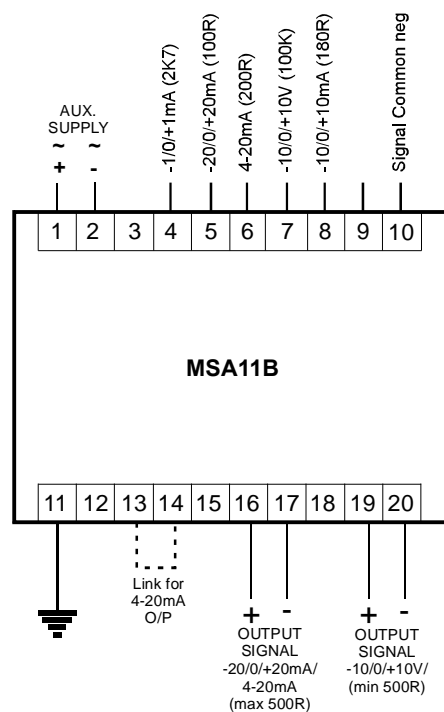 AUX.
SUPPLY
~ ~
+ -
-1/0/+1mA (2K7)
-20/0/+20mA (100R)
4-20mA (200R)
-10/0/+10V (100K)
-10/0/+10mA (180R)
Signal Common neg
1 2 3 4 5 6 7 8 9 10
MSA11B
11 12 13 14 15 16 17 18 19 20
Link for
4-20mA
O/P
+ -
OUTPUT
SIGNAL
-20/0/+20mA/
4-20mA
(max 500R)
+ -
OUTPUT
SIGNAL
-10/0/+10V/
(min 500R)